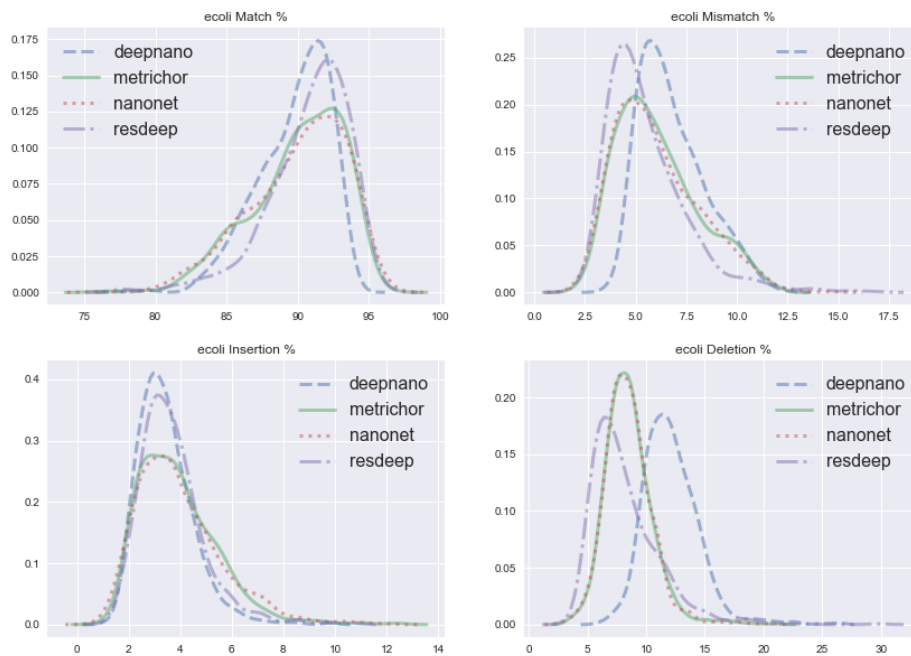 ecoli Match %
0.175
0.150
0.125
0.100
0.075
0.050
0.025
0.000
deepnano
metrichor
nanonet
resdeep
75 80 85 90 95 100
ecoli Mismatch %
0.25
0.20
0.15
0.10
0.05
0.00
deepnano
metrichor
nanonet
resdeep
0.0 2.5 5.0 7.5 10.0 12.5 15.0 17.5
ecoli Insertion %
0.4
0.3
0.2
0.1
0.0
deepnano
metrichor
nanonet
resdeep
0 2 4 6 8 10 12 14
ecoli Deletion %
0.20
0.15
0.10
0.05
0.00
deepnano
metrichor
nanonet
resdeep
0 5 10 15 20 25 30